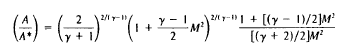 (A/A*) = (2/(γ + 1))^{2/(γ−1)} (1 + (γ − 1)/2 M²)^{2/(γ−1)} (1 + [(γ − 1)/2]M²)/([(γ + 2)/2]M²)